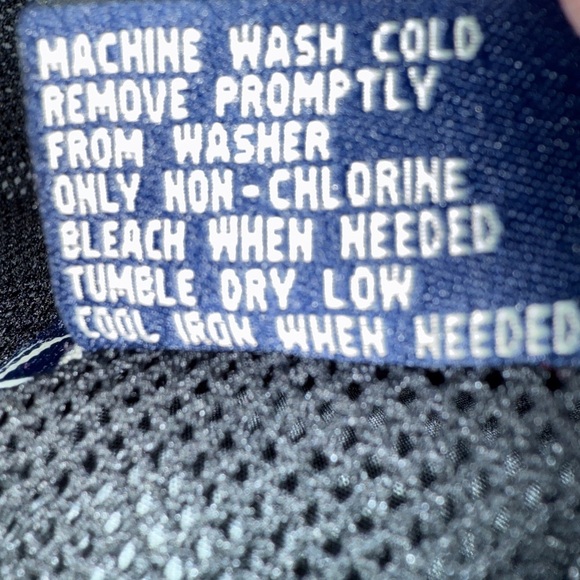 MACHINE WASH COLD
REMOVE PROMPTLY
FROM WASHER
ONLY NON-CHLORINE
BLEACH WHEN NEEDED
TUMBLE DRY LOW
COOL IRON WHEN NEEDED